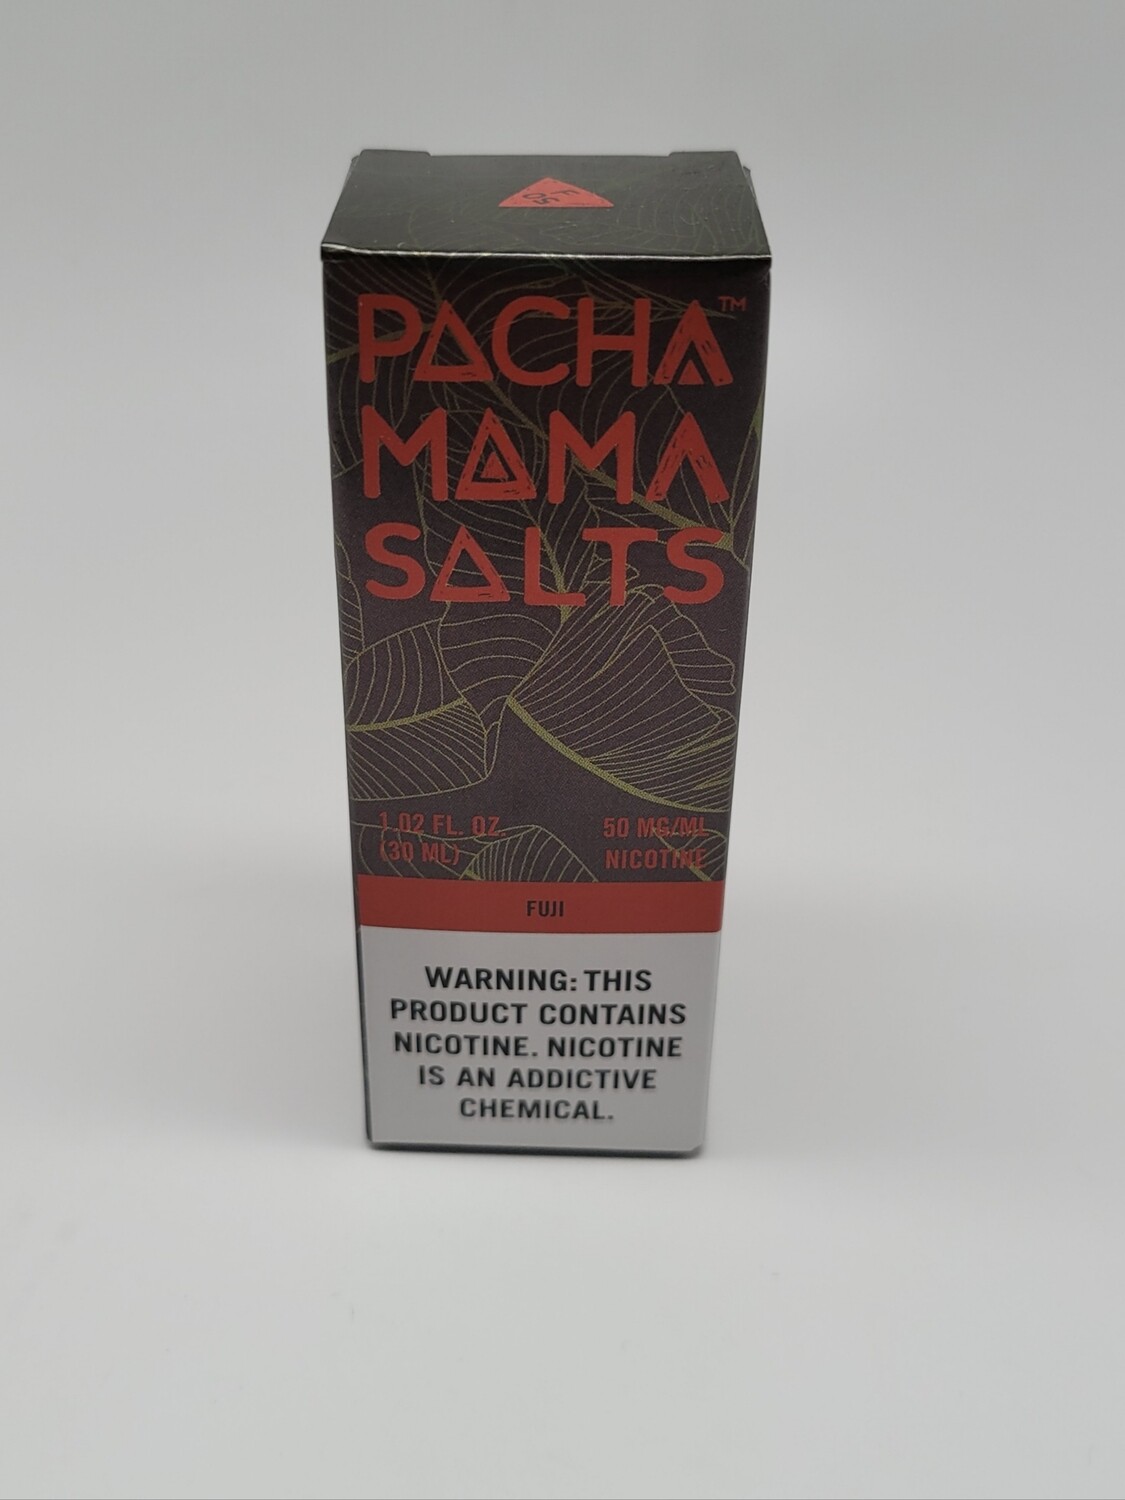 F
05
PACHA™
MAMA
SALTS
1.02 FL. OZ.
(30 ML)
50 MG/ML
NICOTINE
FUJI
WARNING: THIS
PRODUCT CONTAINS
NICOTINE. NICOTINE
IS AN ADDICTIVE
CHEMICAL.